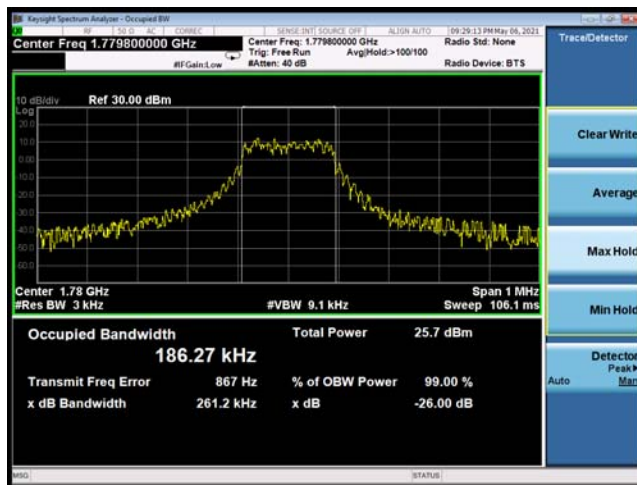 Keysight Spectrum Analyzer - Occupied BW
RF 50 Ω AC CORREC SENSE:INT SOURCE OFF ALIGN AUTO 09:29:13 PM May 06, 2021
Center Freq 1.779800000 GHz
Center Freq: 1.779800000 GHz
Radio Std: None
Trig: Free Run Avg|Hold:>100/100
#IFGain:Low
#Atten: 40 dB
Radio Device: BTS
Trace/Detector
10 dB/div Ref 30.00 dBm
Log
20.0
10.0
0.00
-10.0
-20.0
-30.0
-40.0
-50.0
-60.0
Center 1.78 GHz Span 1 MHz
#Res BW 3 kHz #VBW 9.1 kHz Sweep 106.1 ms
Occupied Bandwidth Total Power 25.7 dBm
186.27 kHz
Transmit Freq Error 867 Hz % of OBW Power 99.00 %
x dB Bandwidth 261.2 kHz x dB -26.00 dB
Clear Write
Average
Max Hold
Min Hold
Detector
Peak
Auto Man
MSG STATUS